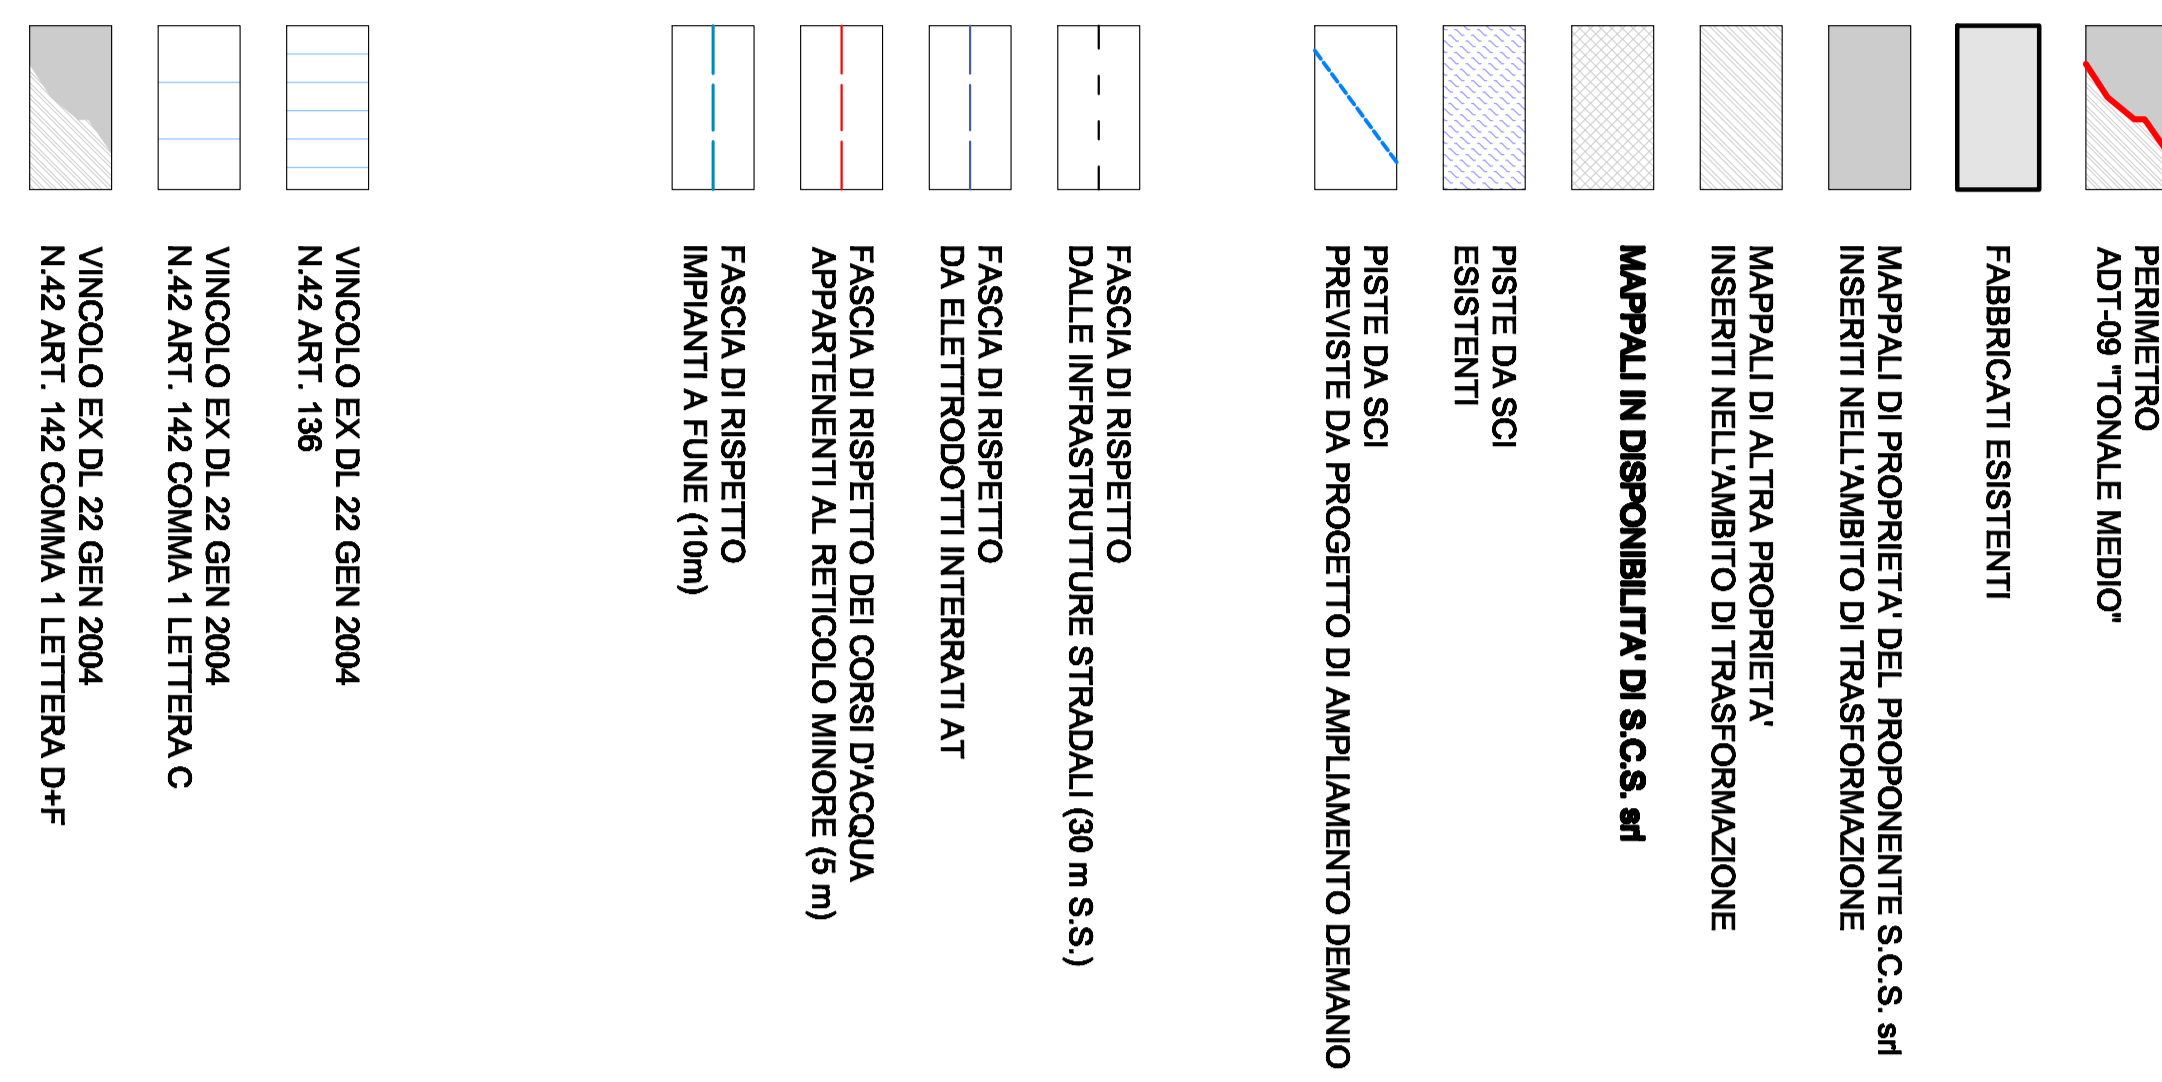 PERIMETRO
ADT-09 "TONALE MEDIO"
FABBRICATI ESISTENTI
MAPPALI DI PROPRIETA' DEL PROPONENTE S.C.S. srl
INSERITI NELL'AMBITO DI TRASFORMAZIONE
MAPPALI DI ALTRA PROPRIETA'
INSERITI NELL'AMBITO DI TRASFORMAZIONE
MAPPALI IN DISPONIBILITA' DI S.C.S. srl
PISTE DA SCI
ESISTENTI
PISTE DA SCI
PREVISTE DA PROGETTO DI AMPLIAMENTO DEMANIO
FASCIA DI RISPETTO
DALLE INFRASTRUTTURE STRADALI (30 m S.S.)
FASCIA DI RISPETTO
DA ELETTRODOTTI INTERRATI AT
FASCIA DI RISPETTO DEI CORSI D'ACQUA
APPARTENENTI AL RETICOLO MINORE (5 m)
FASCIA DI RISPETTO
IMPIANTI A FUNE (10m)
VINCOLO EX DL 22 GEN 2004
N.42 ART. 136
VINCOLO EX DL 22 GEN 2004
N.42 ART. 142 COMMA 1 LETTERA C
VINCOLO EX DL 22 GEN 2004
N.42 ART. 142 COMMA 1 LETTERA D+F